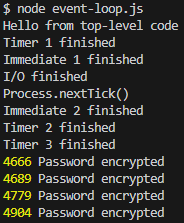 $ node event-loop.js
Hello from top-level code
Timer 1 finished
Immediate 1 finished
I/O finished
Process.nextTick()
Immediate 2 finished
Timer 2 finished
Timer 3 finished
4666 Password encrypted
4689 Password encrypted
4779 Password encrypted
4904 Password encrypted